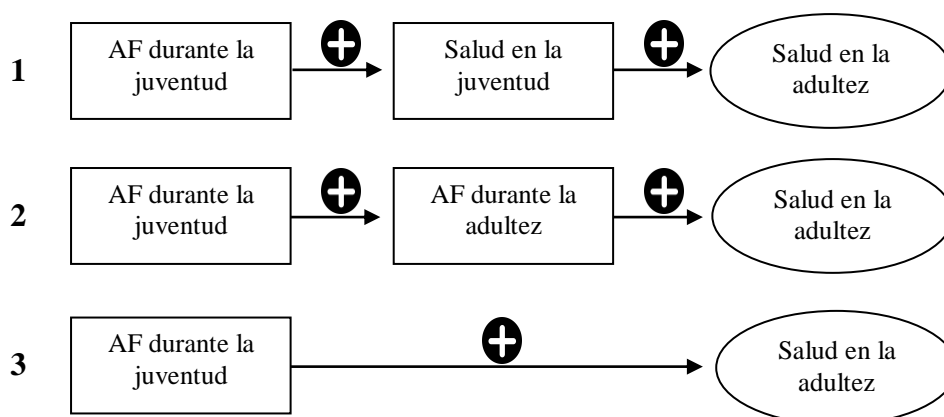 1
AF durante la
juventud
Salud en la
juventud
Salud en la
adultez
2
AF durante la
juventud
AF durante la
adultez
Salud en la
adultez
3
AF durante la
juventud
Salud en la
adultez